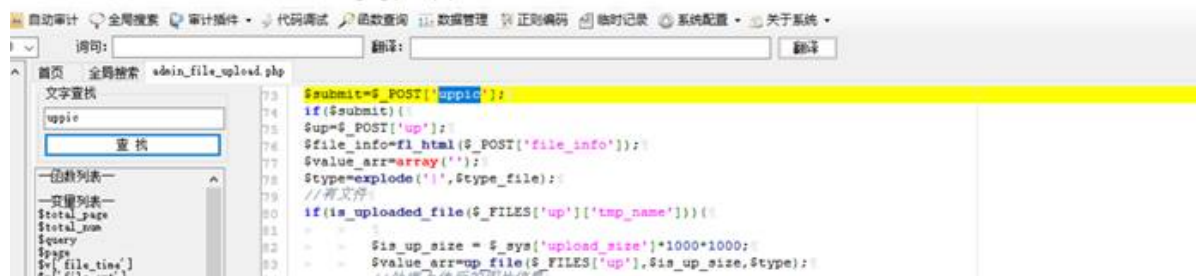 自动审计 全局搜索 审计插件 代码调试 函数查询 数据管理 正则编码 临时记录 系统配置 关于系统
词句: 翻译: 翻译
首页 全局搜索 admin_file_upload.php
文字查找
uppic
查 找
—函数列表—
—变量列表—
$total_page
$total_num
$query
$page
$v['file_time']
73 $submit=$_POST['uppic'];
74 if($submit){
75 $up=$_POST['up'];
76 $file_info=fl_html($_POST['file_info']);
77 $value_arr=array('');
78 $type=explode('|',$type_file);
79 //有文件
80 if(is_uploaded_file($_FILES['up']['tmp_name'])){
81
82 $is_up_size = $_sys['upload_size']*1000*1000;
83 $value_arr=up_file($_FILES['up'],$is_up_size,$type);